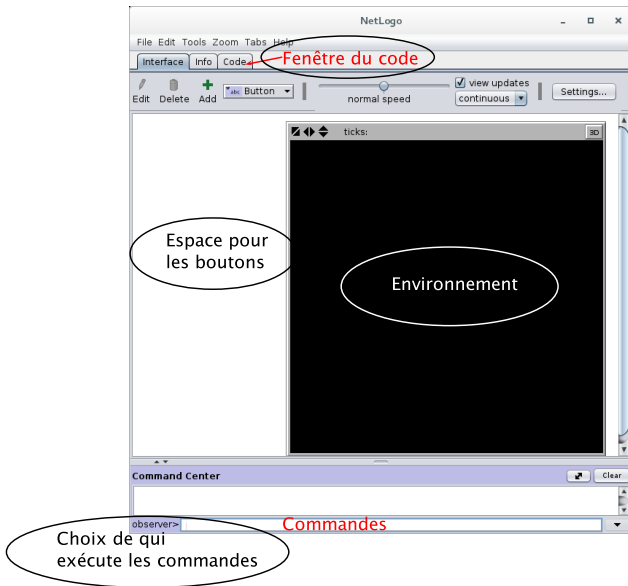 NetLogo
File Edit Tools Zoom Tabs Help
Interface Info Code Fenêtre du code
Edit Delete Add abc Button normal speed view updates continuous Settings...
ticks: 3D
Espace pour
les boutons
Environnement
Command Center Clear
observer> Commandes
Choix de qui
exécute les commandes